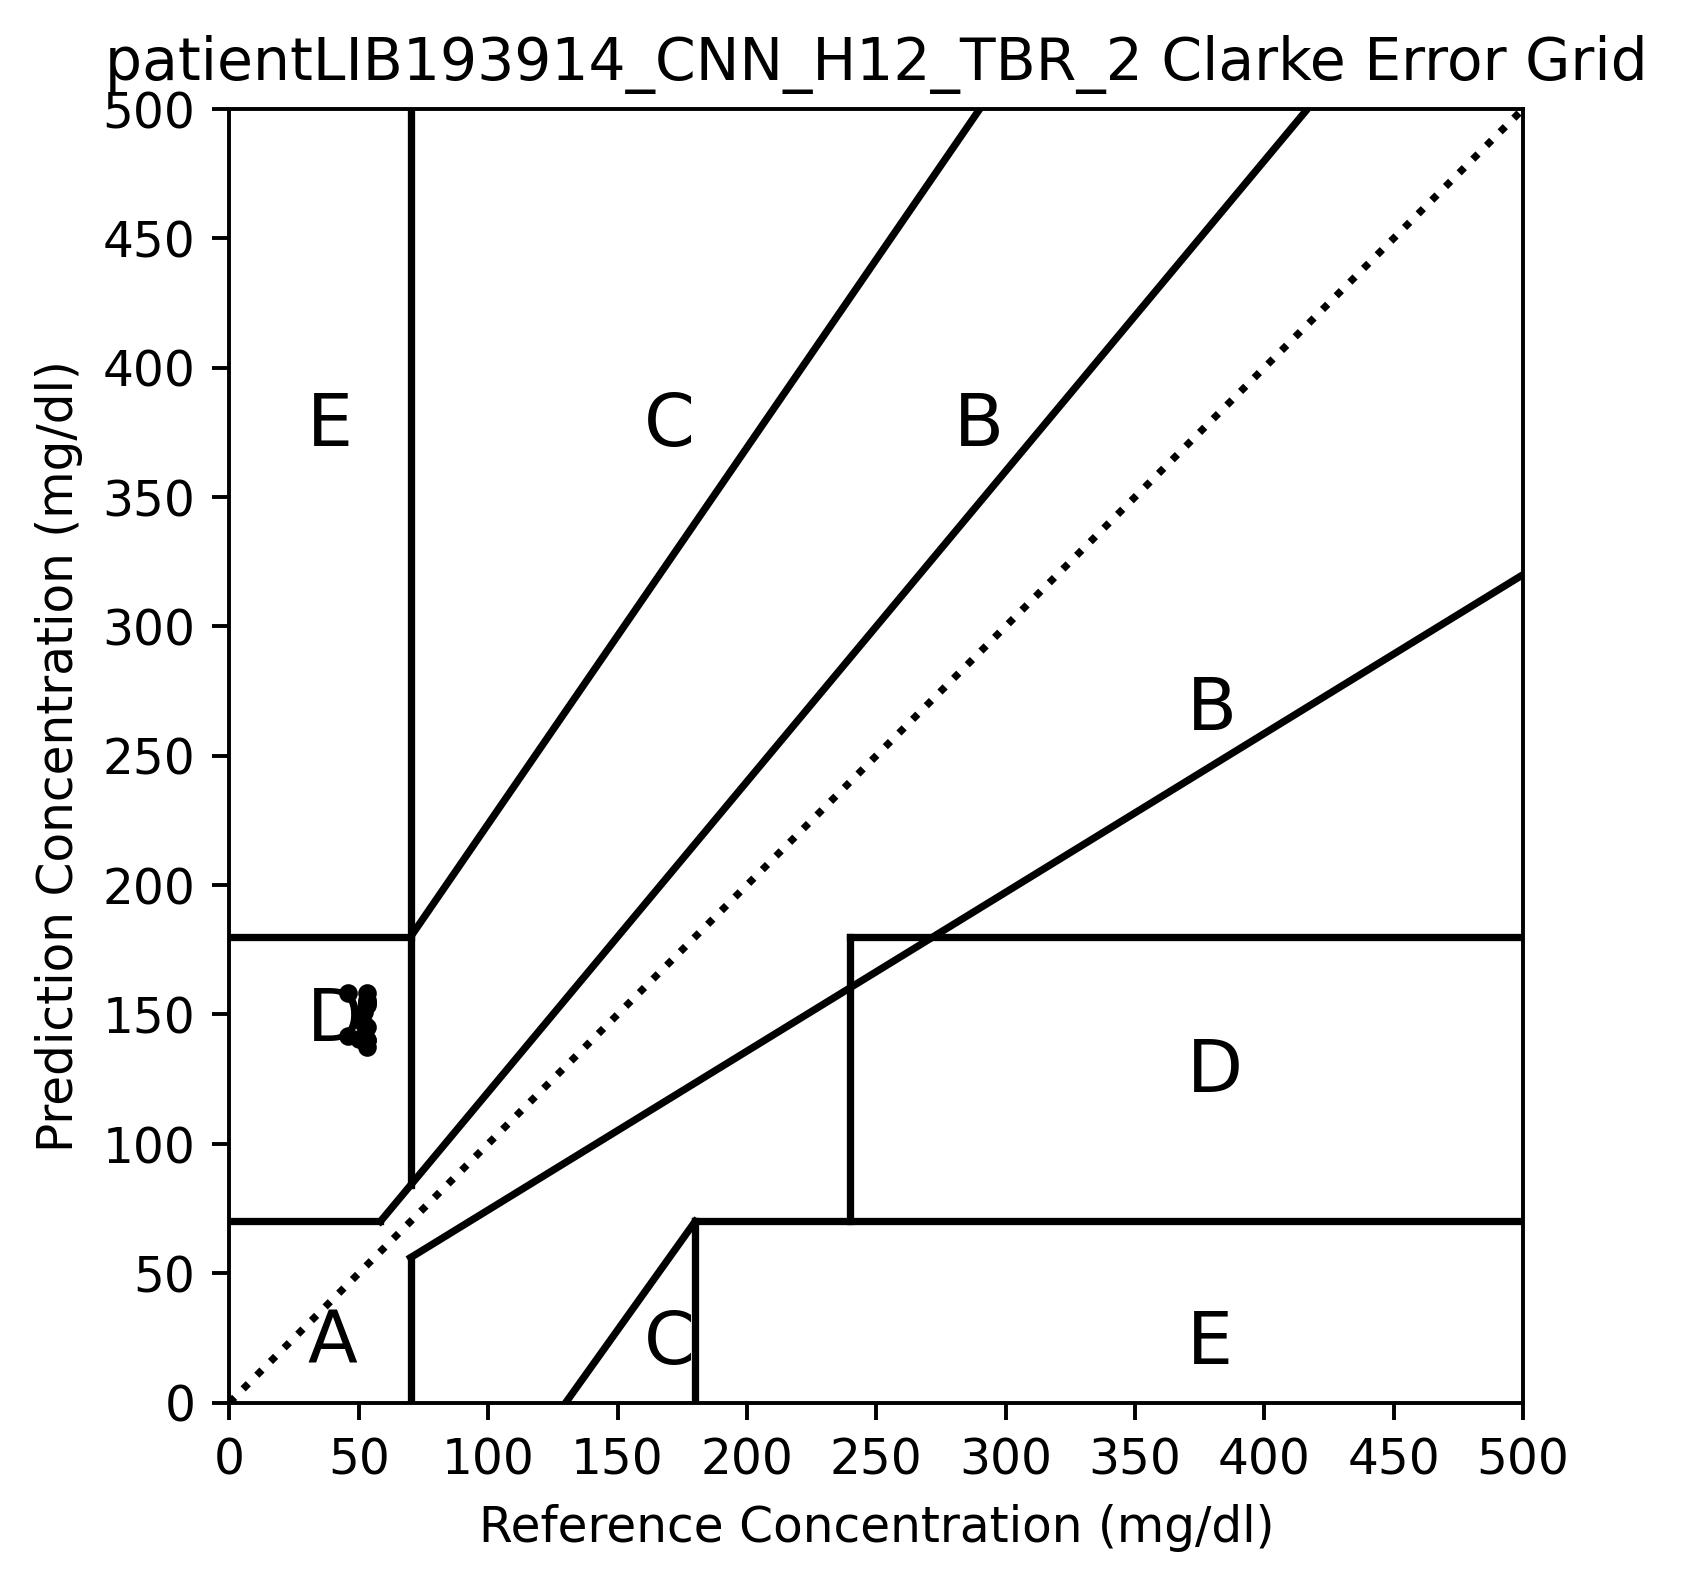 patientLIB193914_CNN_H12_TBR_2 Clarke Error Grid
500
450
400
350
300
250
200
150
100
50
0
Prediction Concentration (mg/dl)
E
C
B
B
D
D
A
C
E
0 50 100 150 200 250 300 350 400 450 500
Reference Concentration (mg/dl)